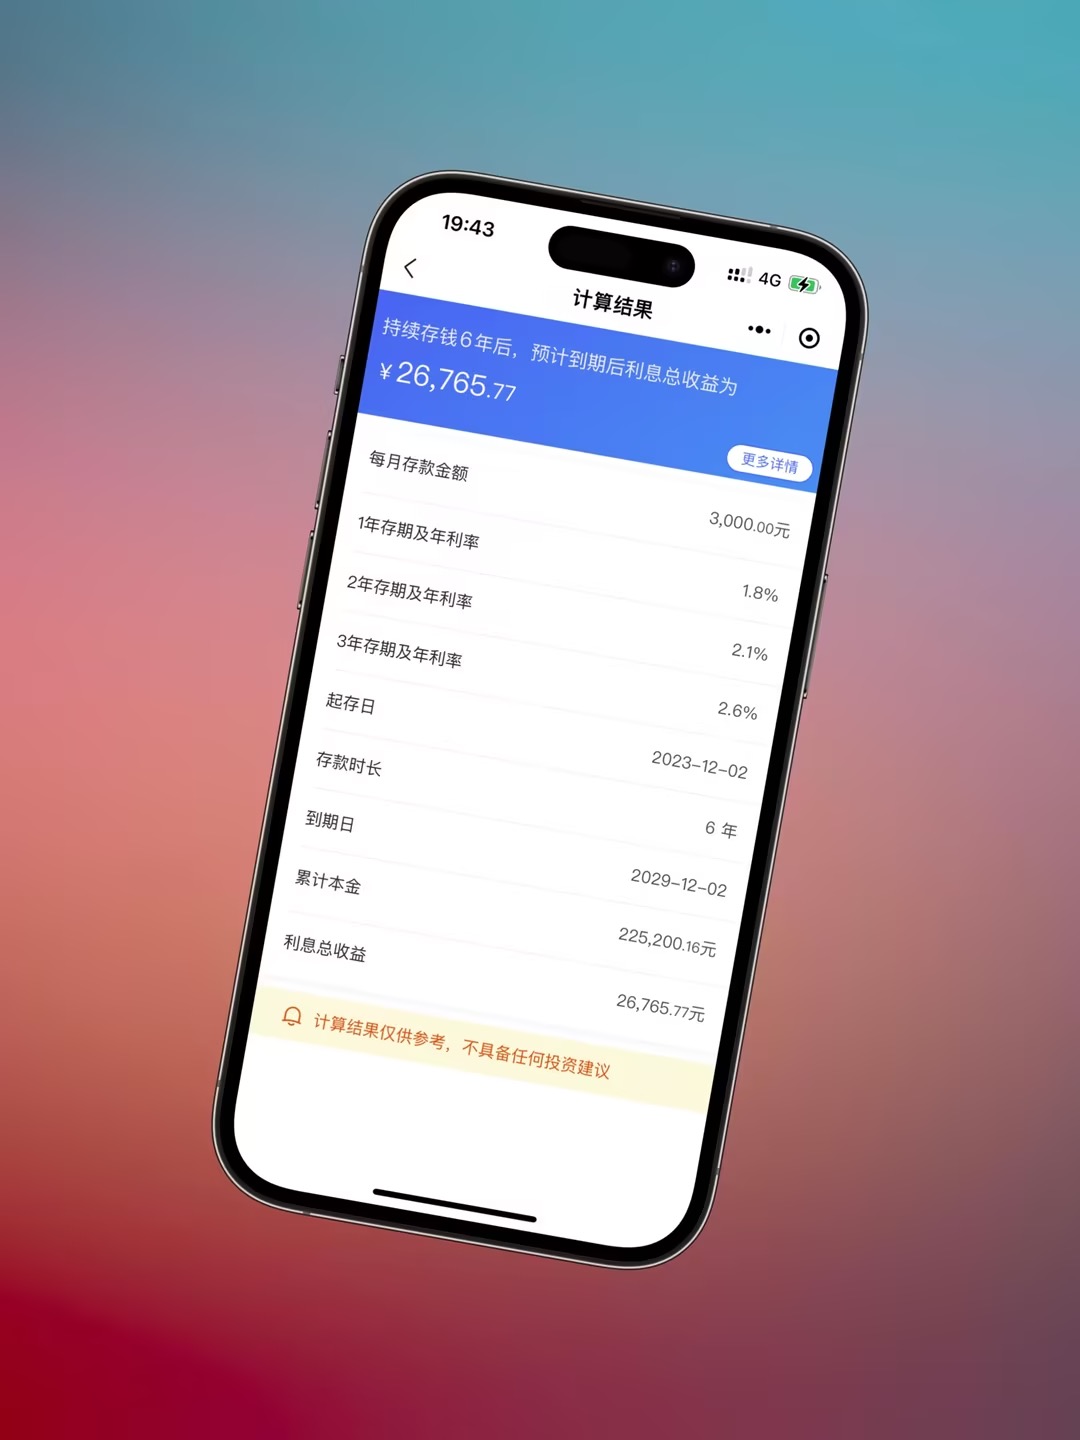 19:43
4G
计算结果
持续存钱6年后，预计到期后利息总收益为
¥26,765.77
更多详情
每月存款金额 3,000.00元
1年存期及年利率 1.8%
2年存期及年利率 2.1%
3年存期及年利率 2.6%
起存日 2023-12-02
存款时长 6 年
到期日 2029-12-02
累计本金 225,200.16元
利息总收益 26,765.77元
计算结果仅供参考，不具备任何投资建议